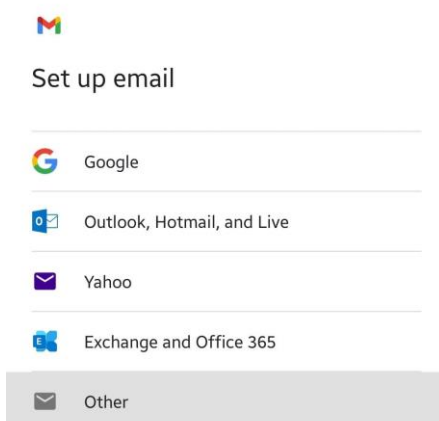 Set up email
Google
Outlook, Hotmail, and Live
Yahoo
Exchange and Office 365
Other